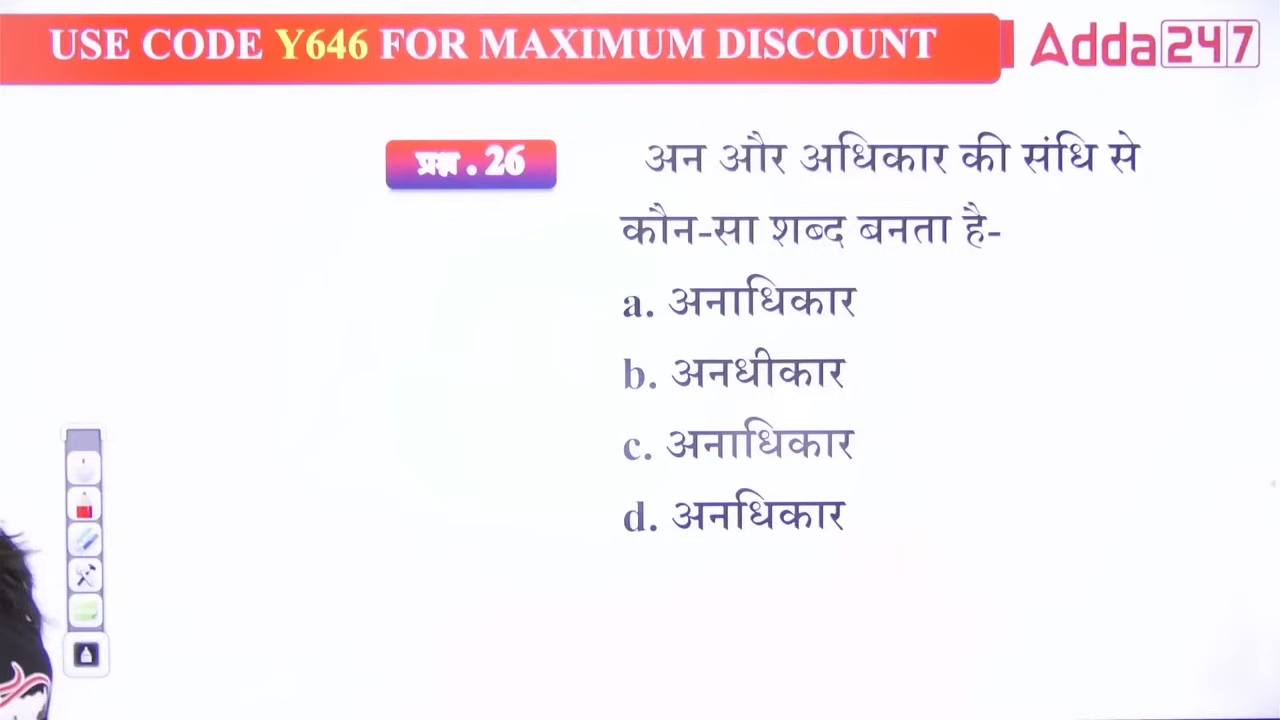 USE CODE Y646 FOR MAXIMUM DISCOUNT
Adda247
प्रश्न . 26
अन और अधिकार की संधि से
कौन-सा शब्द बनता है-
a. अनाधिकार
b. अनधीकार
c. अनाधिकार
d. अनधिकार